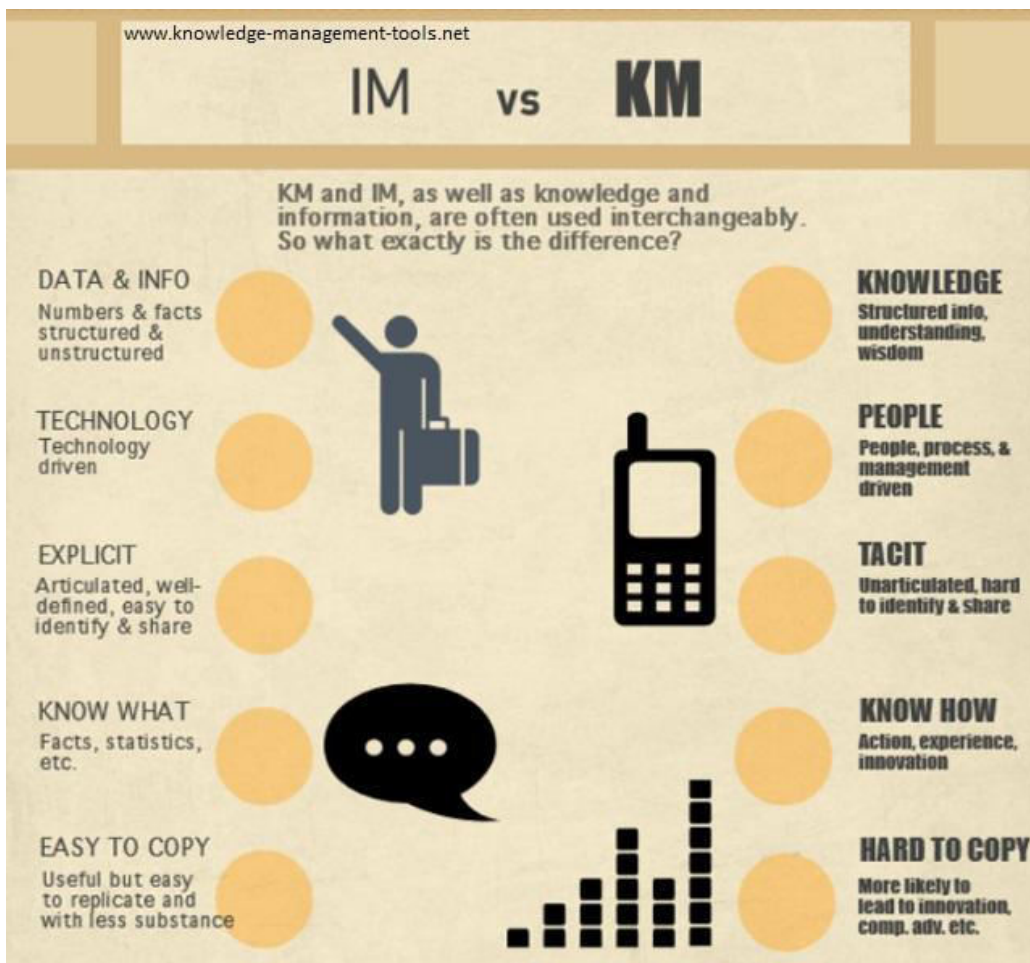 www.knowledge-management-tools.net
IM vs KM
KM and IM, as well as knowledge and
information, are often used interchangeably.
So what exactly is the difference?
DATA & INFO
Numbers & facts
structured &
unstructured
KNOWLEDGE
Structured info,
understanding,
wisdom
TECHNOLOGY
Technology
driven
PEOPLE
People, process, &
management
driven
EXPLICIT
Articulated, well-
defined, easy to
identify & share
TACIT
Unarticulated, hard
to identify & share
KNOW WHAT
Facts, statistics,
etc.
KNOW HOW
Action, experience,
innovation
EASY TO COPY
Useful but easy
to replicate and
with less substance
HARD TO COPY
More likely to
lead to innovation,
comp. adv. etc.